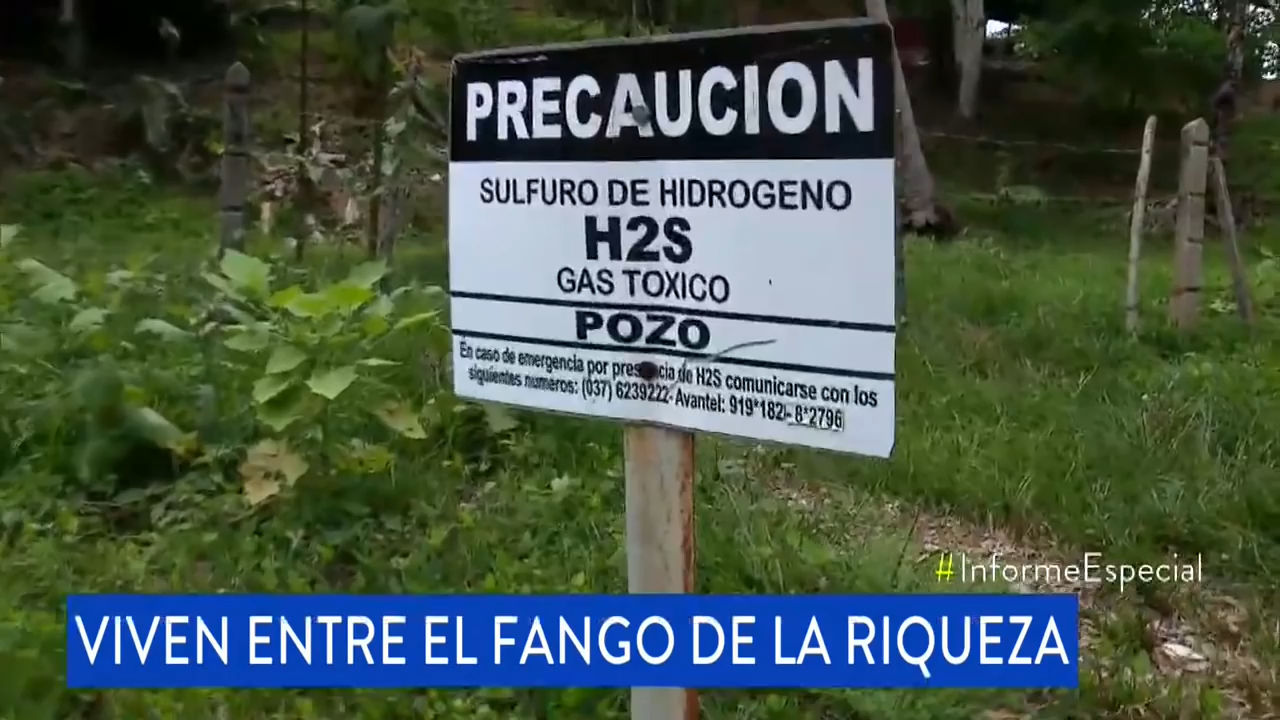 PRECAUCION
SULFURO DE HIDROGENO
H2S
GAS TOXICO
POZO
En caso de emergencia por presencia de H2S comunicarse con los
siguientes numeros: (037) 6239222- Avantel: 919*182/- 8*2796
#InformeEspecial
VIVEN ENTRE EL FANGO DE LA RIQUEZA